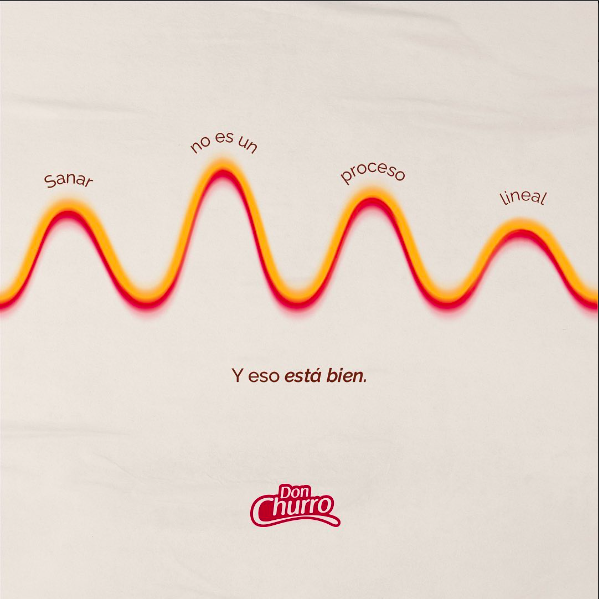 Sanar
no es un
proceso
lineal
Y eso está bien.
Don
Churro